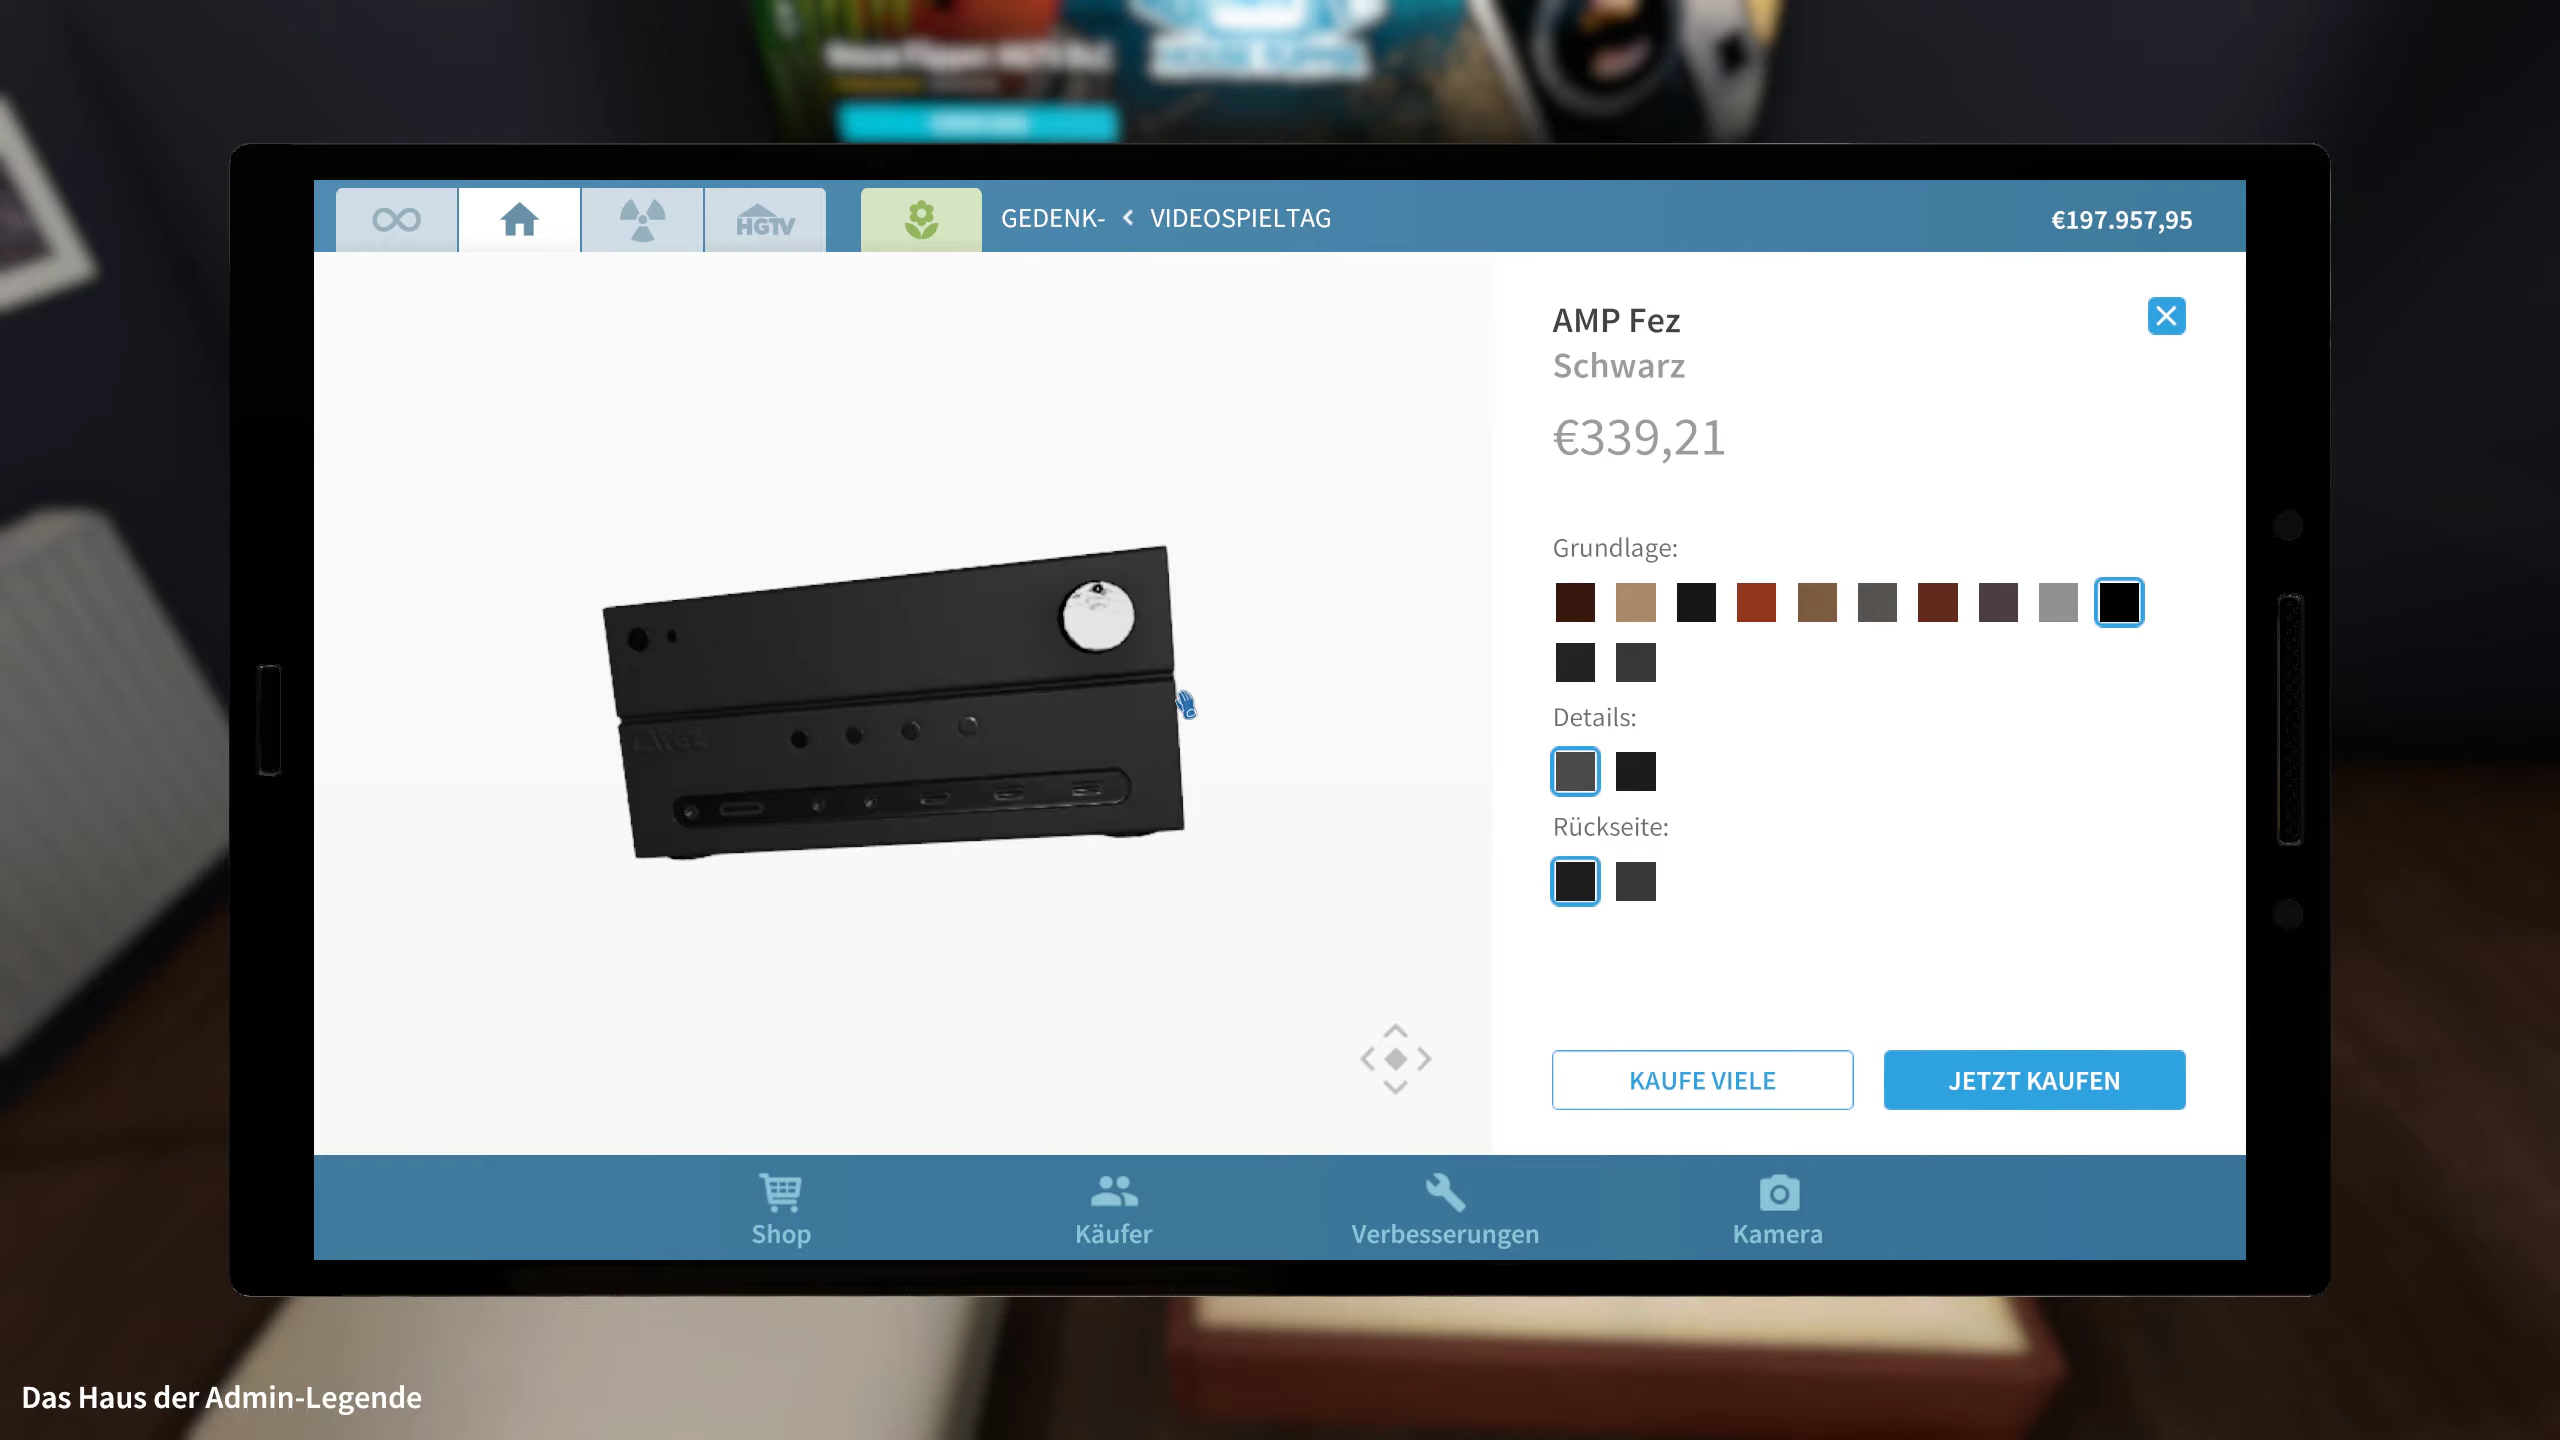 HGTV
GEDENK- < VIDEOSPIELTAG
€197.957,95
AMP Fez
Schwarz
€339,21
Grundlage:
Details:
Rückseite:
KAUFE VIELE
JETZT KAUFEN
Shop
Käufer
Verbesserungen
Kamera
Das Haus der Admin-Legende